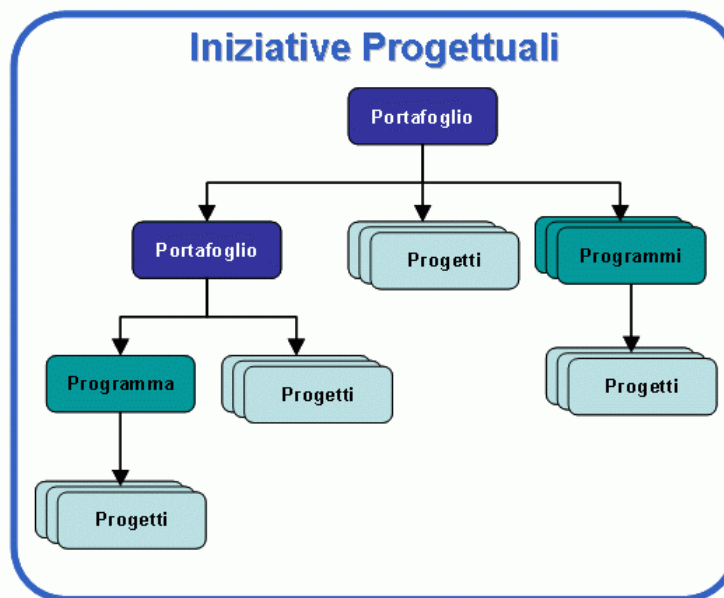 Iniziative Progettuali
Portafoglio
Portafoglio
Progetti
Programmi
Programma
Progetti
Progetti
Progetti